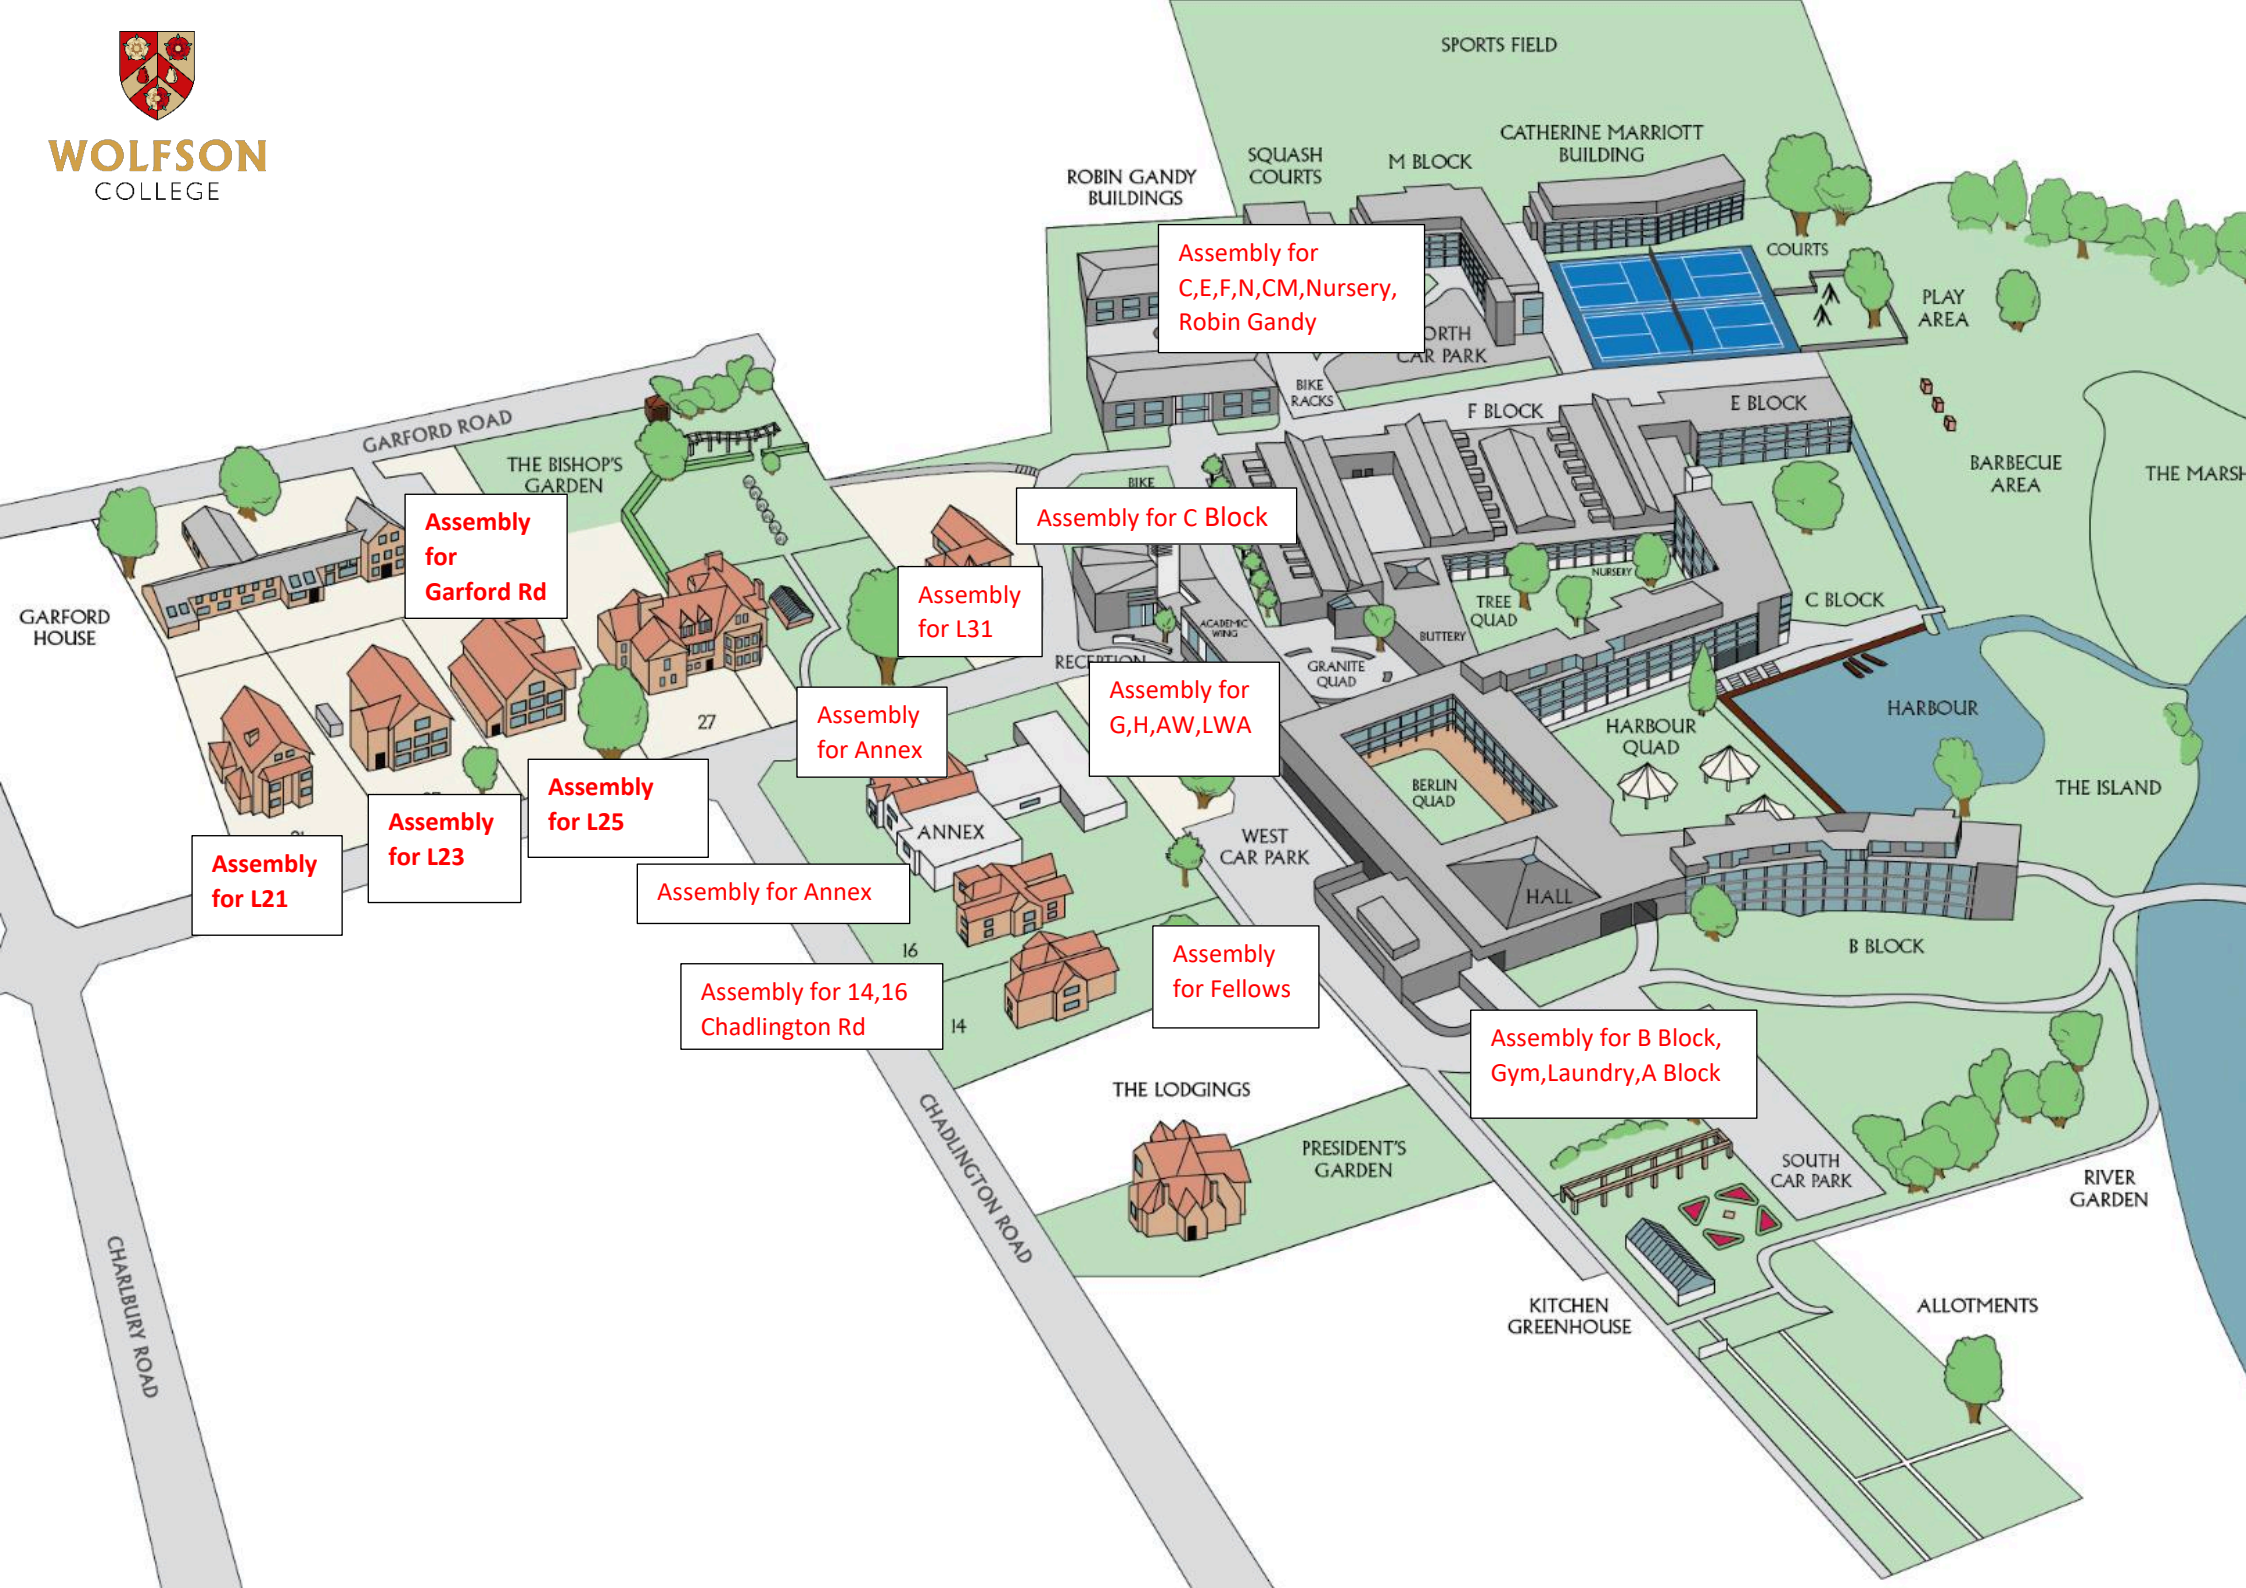 WOLFSON
COLLEGE
SPORTS FIELD
CATHERINE MARRIOTT
BUILDING
SQUASH
COURTS
M BLOCK
ROBIN GANDY
BUILDINGS
Assembly for
C,E,F,N,CM,Nursery,
Robin Gandy
COURTS
PLAY
AREA
CAR PARK
BIKE
RACKS
F BLOCK
E BLOCK
GARFORD ROAD
THE BISHOP'S
GARDEN
BARBECUE
AREA
THE MARSH
BIKE
Assembly for C Block
Assembly
for
Garford Rd
NURSERY
TREE
QUAD
C BLOCK
Assembly
for L31
GARFORD
HOUSE
ACADEMIC
WING
BUTTERY
RECEPTION
GRANITE
QUAD
Assembly for
G,H,AW,LWA
27
Assembly
for Annex
HARBOUR
QUAD
HARBOUR
BERLIN
QUAD
THE ISLAND
Assembly
for L25
Assembly
for L23
Assembly
for L21
ANNEX
WEST
CAR PARK
Assembly for Annex
HALL
16
B BLOCK
Assembly
for Fellows
Assembly for 14,16
Chadlington Rd
14
Assembly for B Block,
Gym,Laundry,A Block
THE LODGINGS
CHADLINGTON ROAD
PRESIDENT'S
GARDEN
SOUTH
CAR PARK
RIVER
GARDEN
CHARLBURY ROAD
KITCHEN
GREENHOUSE
ALLOTMENTS